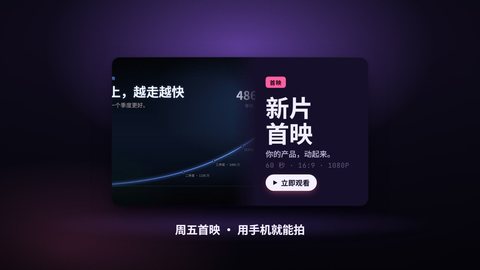 上，越走越快
一个季度更好。
486
首映
新片
首映
你的产品，动起来。
60 秒 · 16:9 · 1080P
▶ 立即观看
周五首映 · 用手机就能拍